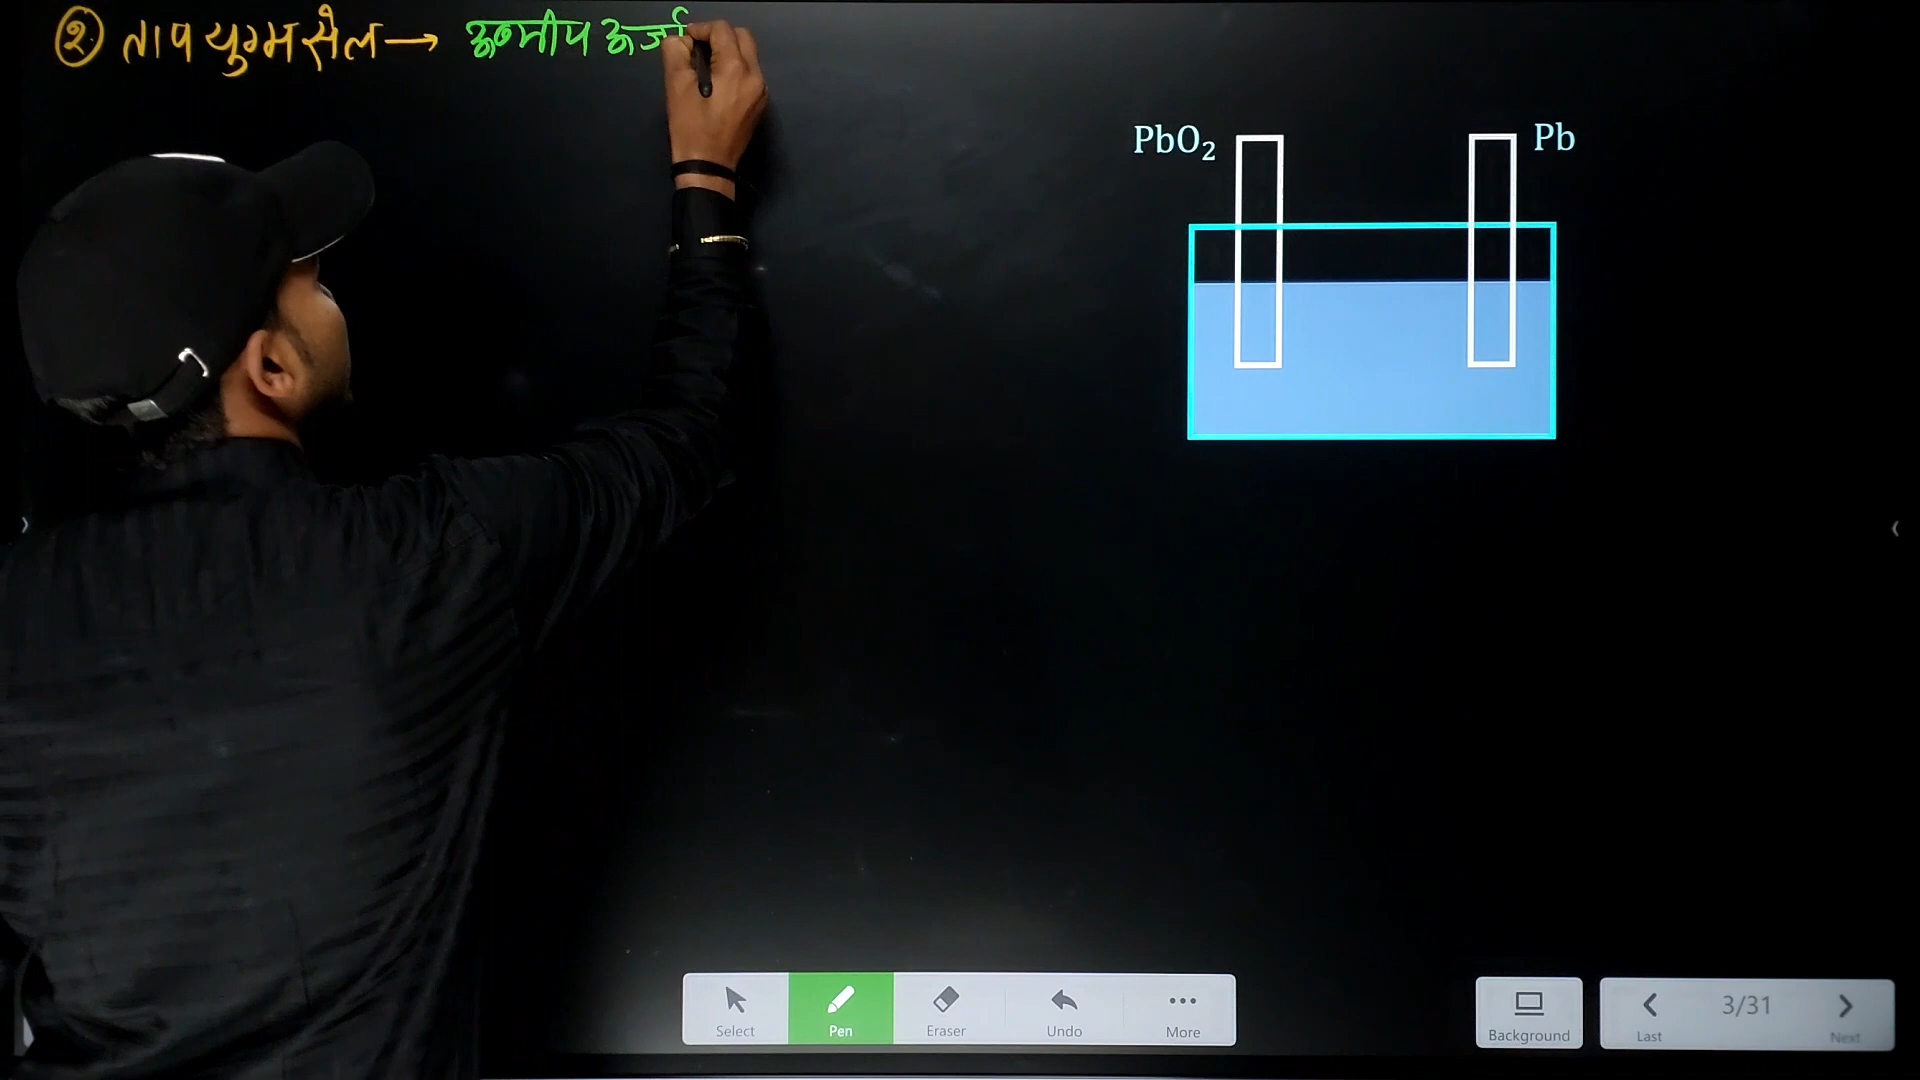 ② ताप युग्म सेल → ऊष्मीय ऊर्जा
PbO₂
Pb
Select
Pen
Eraser
Undo
More
Background
Last
3/31
Next